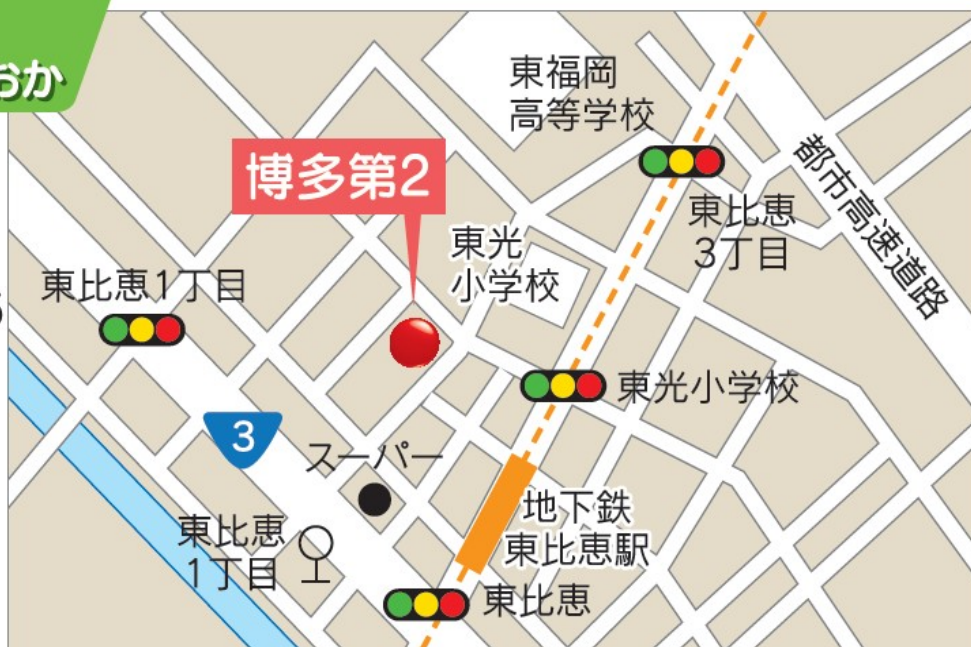 おか
東福岡
高等学校
博多第2
東比恵
3丁目
都市高速道路
東光
小学校
東比恵1丁目
東光小学校
3
スーパー
地下鉄
東比恵駅
東比恵
1丁目
東比恵